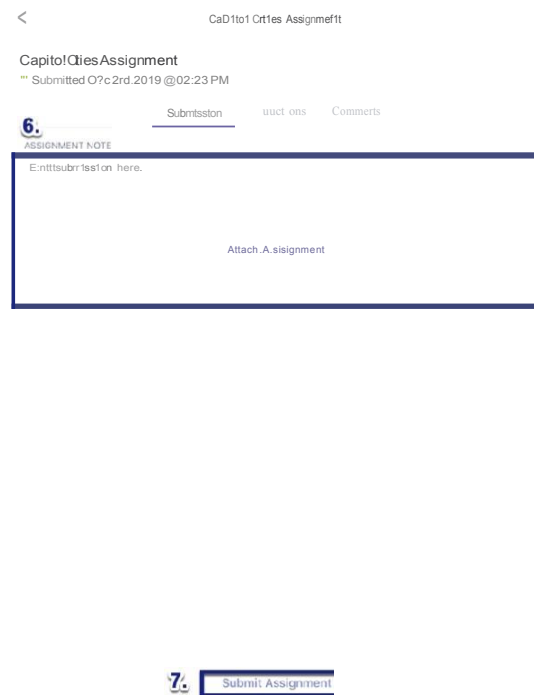 <
CaD1to1 Crt1es Assignmef1t
Capito!OtiesAssignment
"' Submitted O?c 2rd.2019 @02:23 PM
Submtsston uuct ons Commerts
6.
ASSIGNMENT NOTE
E:ntttsubrr1ss1on here.
Attach.A.sisignment
7. Submit Assignment